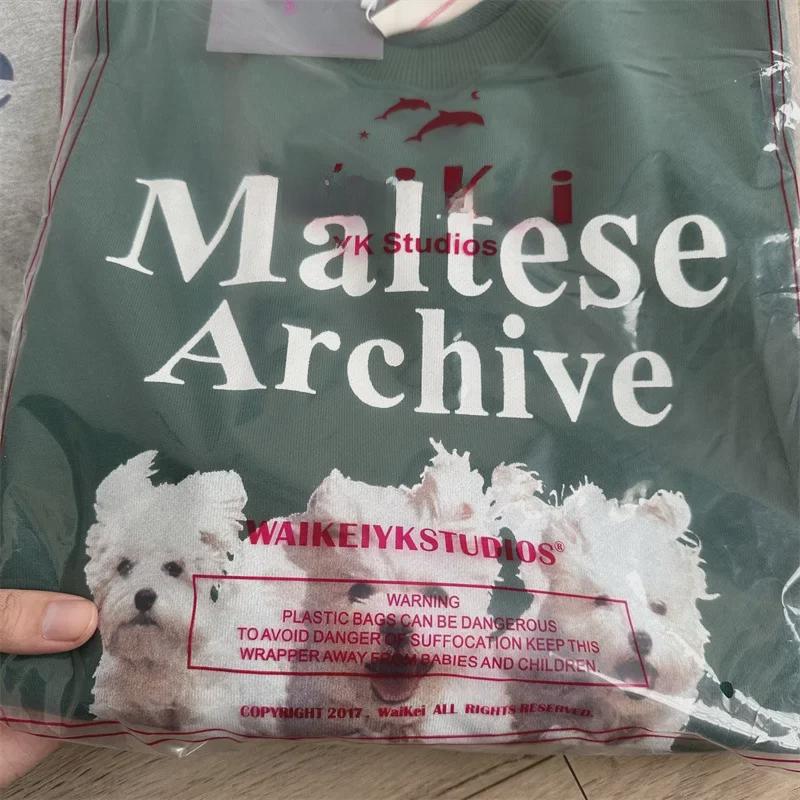 YK Studios
Maltese
Archive
WAIKEIYKSTUDIOS®
WARNING
PLASTIC BAGS CAN BE DANGEROUS
TO AVOID DANGER OF SUFFOCATION KEEP THIS
WRAPPER AWAY FROM BABIES AND CHILDREN.
COPYRIGHT 2017 . waiKei ALL RIGHTS RESERVED.